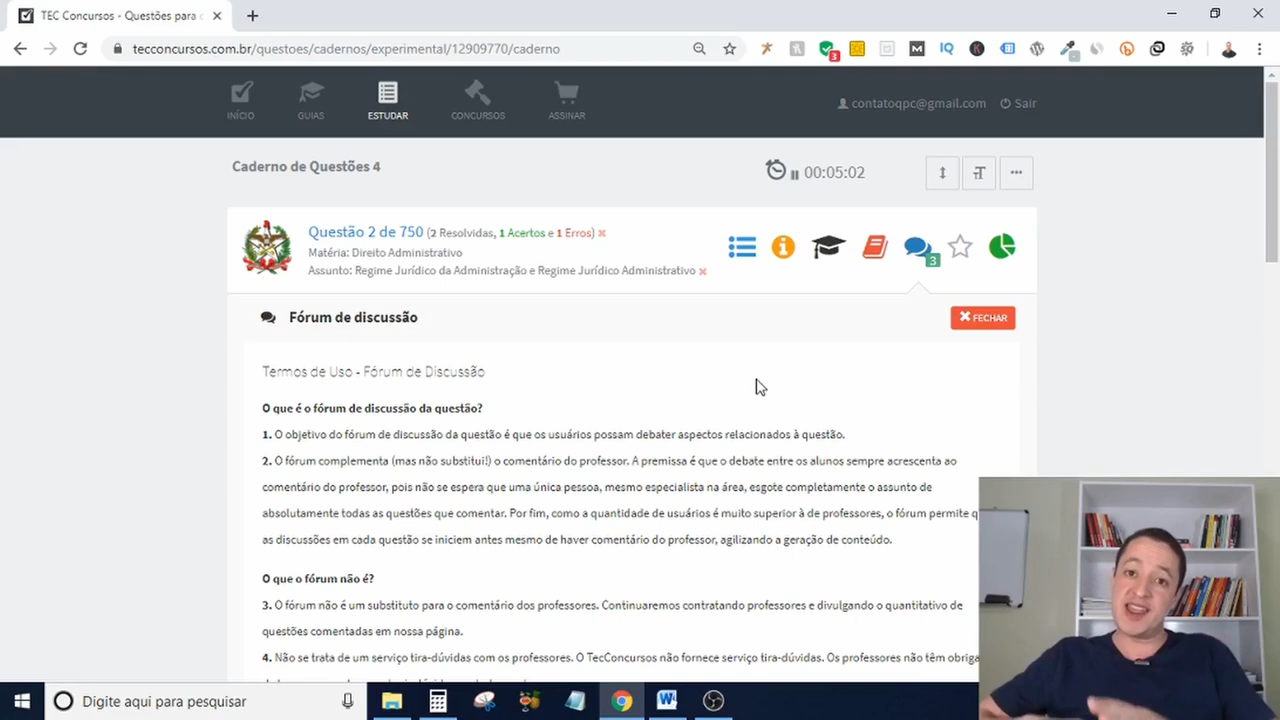 TEC Concursos - Questões para c
tecconcursos.com.br/questoes/cadernos/experimental/12909770/caderno
3
M
IQ
K
INÍCIO
GUIAS
ESTUDAR
CONCURSOS
ASSINAR
contatoqpc@gmail.com
Sair
Caderno de Questões 4
00:05:02
Questão 2 de 750 (2 Resolvidas, 1 Acertos e 1 Erros)
Matéria: Direito Administrativo
Assunto: Regime Jurídico da Administração e Regime Jurídico Administrativo
3
Fórum de discussão
FECHAR
Termos de Uso - Fórum de Discussão
O que é o fórum de discussão da questão?
1. O objetivo do fórum de discussão da questão é que os usuários possam debater aspectos relacionados à questão.
2. O fórum complementa (mas não substitui!) o comentário do professor. A premissa é que o debate entre os alunos sempre acrescenta ao
comentário do professor, pois não se espera que uma única pessoa, mesmo especialista na área, esgote completamente o assunto de
absolutamente todas as questões que comentar. Por fim, como a quantidade de usuários é muito superior à de professores, o fórum permite q
as discussões em cada questão se iniciem antes mesmo de haver comentário do professor, agilizando a geração de conteúdo.
O que o fórum não é?
3. O fórum não é um substituto para o comentário dos professores. Continuaremos contratando professores e divulgando o quantitativo de
questões comentadas em nossa página.
4. Não se trata de um serviço tira-dúvidas com os professores. O TecConcursos não fornece serviço tira-dúvidas. Os professores não têm obriga
Digite aqui para pesquisar